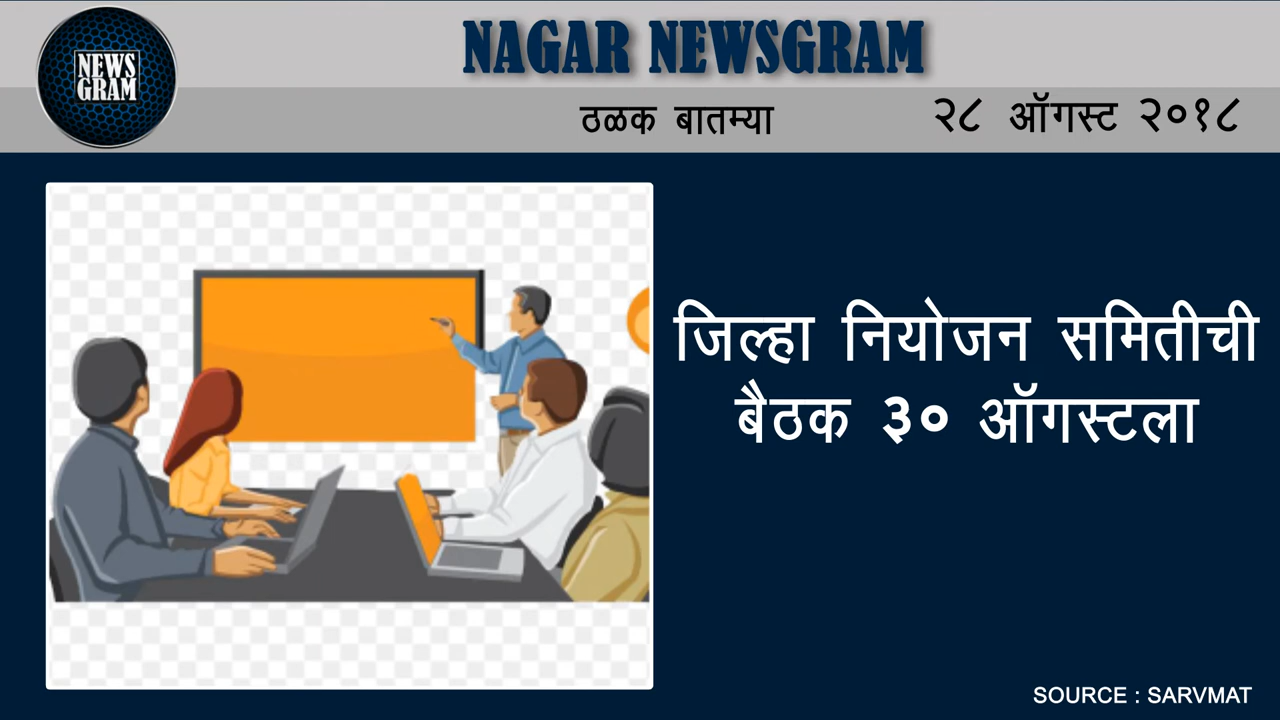 NEWS
GRAM
NAGAR NEWSGRAM
ठळक बातम्या
२८ ऑगस्ट २०१८
जिल्हा नियोजन समितीची
बैठक ३० ऑगस्टला
SOURCE : SARVMAT